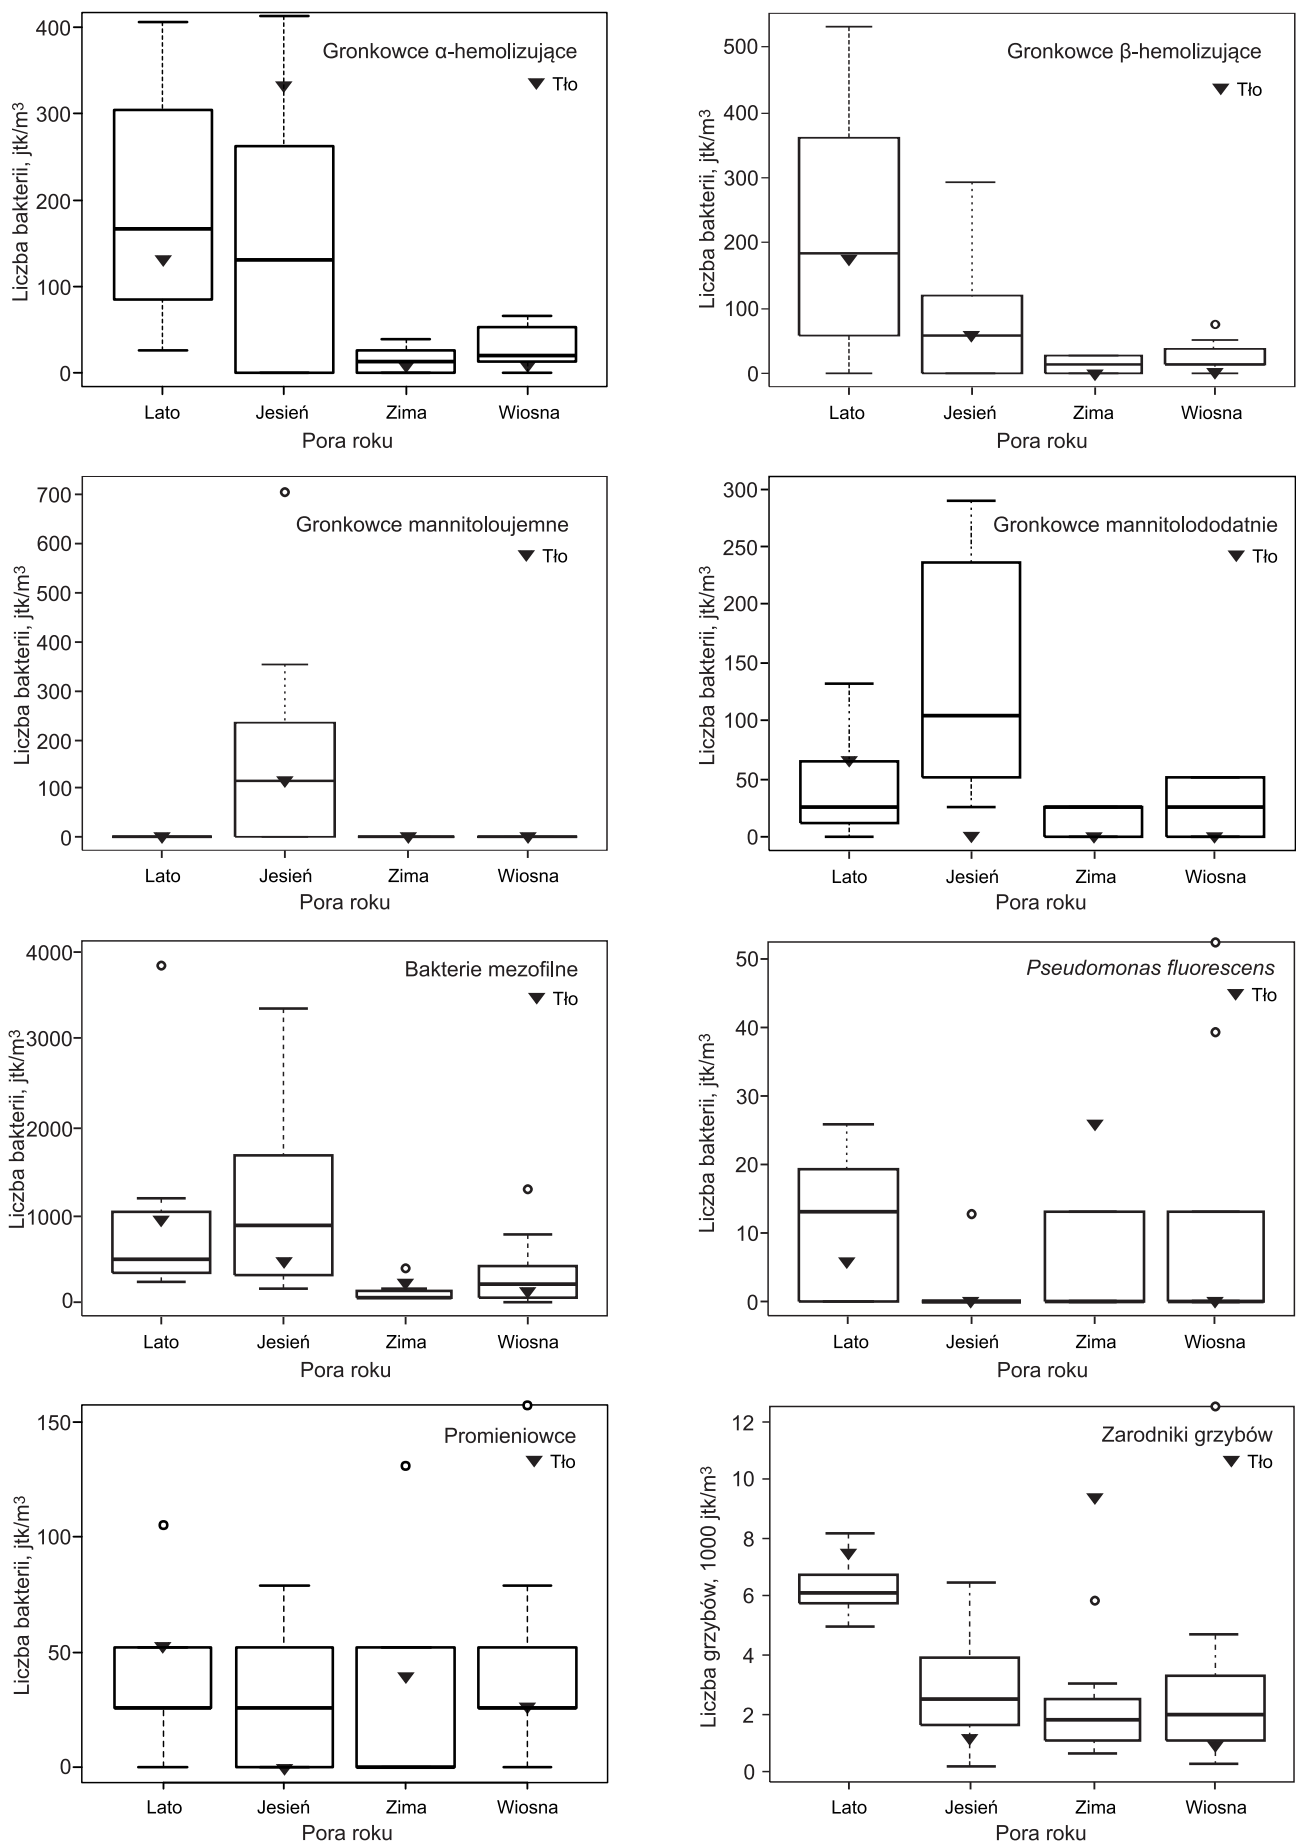 Gronkowce α-hemolizujące
Tło
Liczba bakterii, jtk/m³
400
300
200
100
0
Lato Jesień Zima Wiosna
Pora roku
Gronkowce β-hemolizujące
Tło
Liczba bakterii, jtk/m³
500
400
300
200
100
0
Lato Jesień Zima Wiosna
Pora roku
Gronkowce mannitoloujemne
Tło
Liczba bakterii, jtk/m³
700
600
500
400
300
200
100
0
Lato Jesień Zima Wiosna
Pora roku
Gronkowce mannitolododatnie
Tło
Liczba bakterii, jtk/m³
300
250
200
150
100
50
0
Lato Jesień Zima Wiosna
Pora roku
Bakterie mezofilne
Tło
Liczba bakterii, jtk/m³
4000
3000
2000
1000
0
Lato Jesień Zima Wiosna
Pora roku
Pseudomonas fluorescens
Tło
Liczba bakterii, jtk/m³
50
40
30
20
10
0
Lato Jesień Zima Wiosna
Pora roku
Promieniowce
Tło
Liczba bakterii, jtk/m³
150
100
50
0
Lato Jesień Zima Wiosna
Pora roku
Zarodniki grzybów
Tło
Liczba grzybów, 1000 jtk/m³
12
10
8
6
4
2
0
Lato Jesień Zima Wiosna
Pora roku